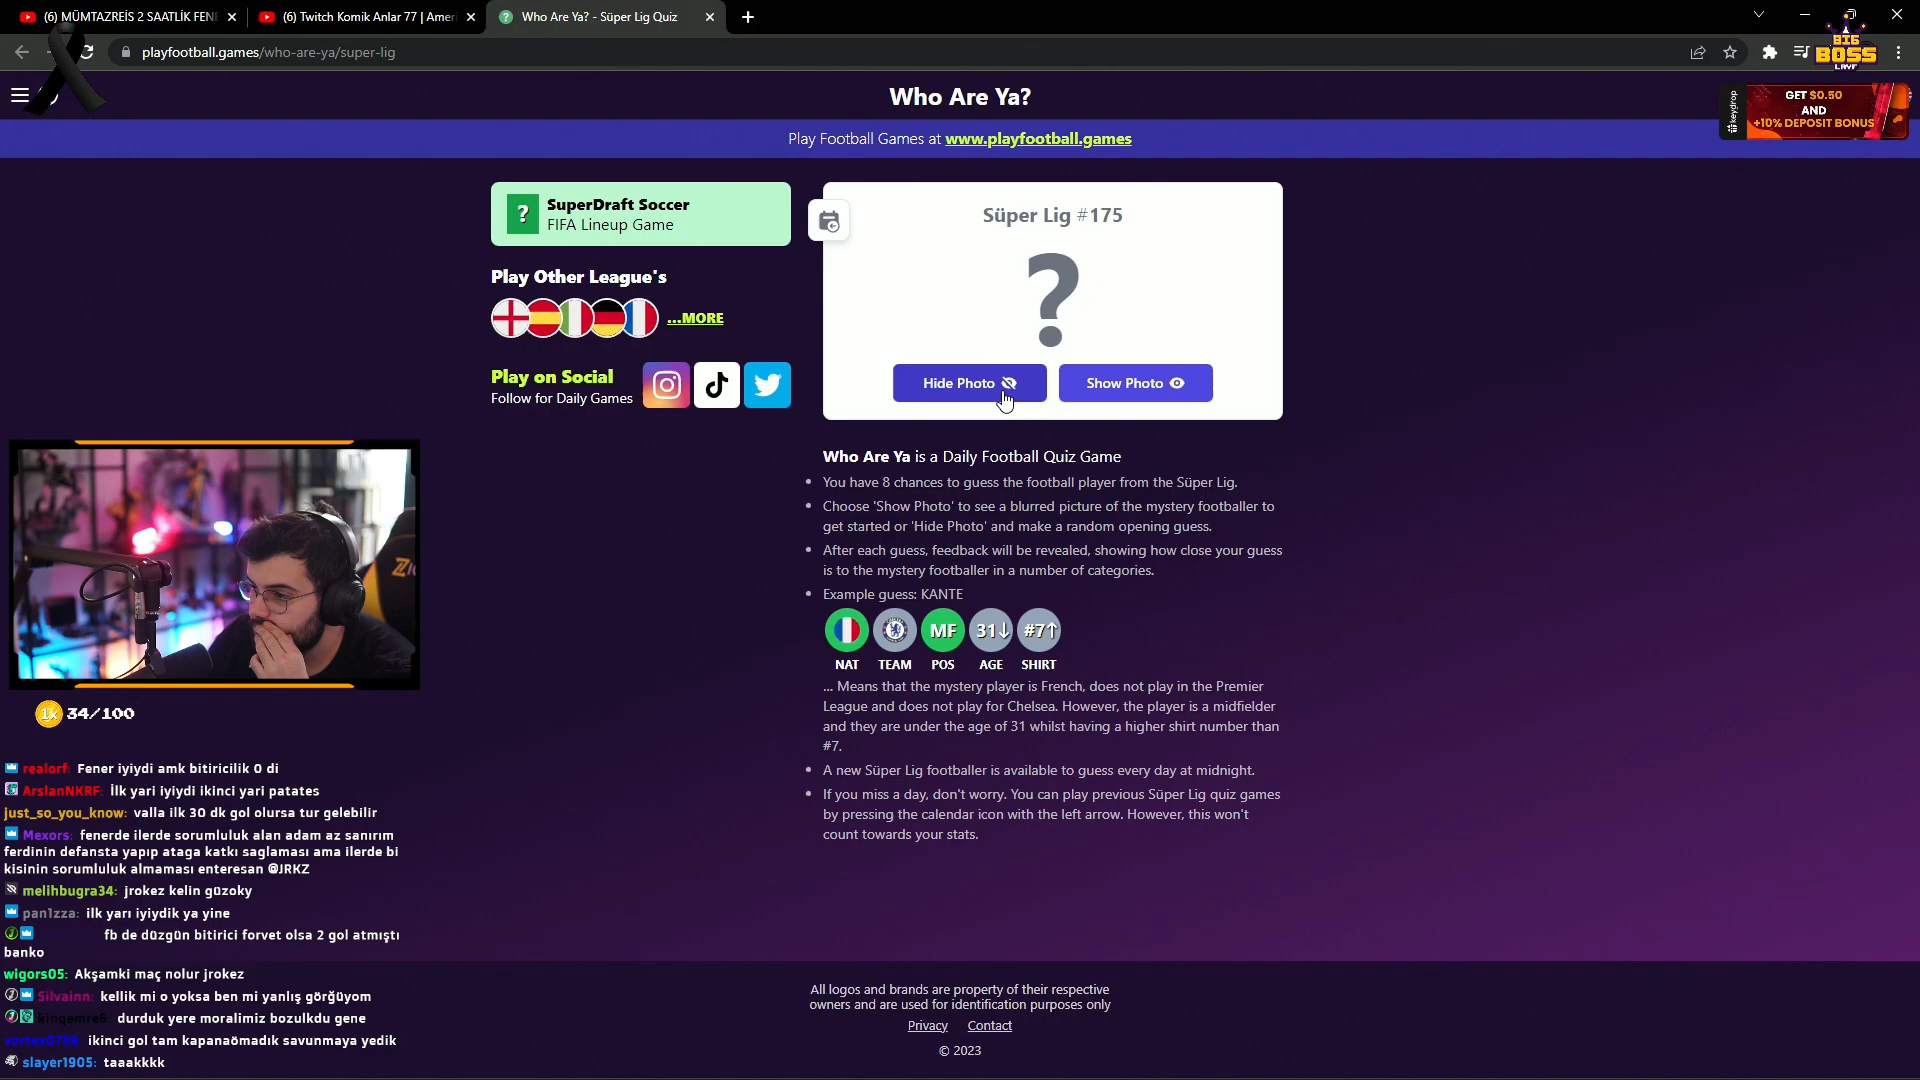 (6) MÜMTAZREİS 2 SAATLİK FENE
(6) Twitch Komik Anlar 77 | Ameri
Who Are Ya? - Süper Lig Quiz
playfootball.games/who-are-ya/super-lig
BIG
BOSS
LAYF
Who Are Ya?
keydrop
GET $0.50
AND
+10% DEPOSIT BONUS
Play Football Games at www.playfootball.games
? SuperDraft Soccer
FIFA Lineup Game
Play Other League's
...MORE
Play on Social
Follow for Daily Games
Süper Lig #175
?
Hide Photo
Show Photo
Who Are Ya is a Daily Football Quiz Game
• You have 8 chances to guess the football player from the Süper Lig.
• Choose 'Show Photo' to see a blurred picture of the mystery footballer to
get started or 'Hide Photo' and make a random opening guess.
• After each guess, feedback will be revealed, showing how close your guess
is to the mystery footballer in a number of categories.
• Example guess: KANTE
MF 31↓ #7↑
NAT TEAM POS AGE SHIRT
... Means that the mystery player is French, does not play in the Premier
League and does not play for Chelsea. However, the player is a midfielder
and they are under the age of 31 whilst having a higher shirt number than
#7.
• A new Süper Lig footballer is available to guess every day at midnight.
• If you miss a day, don't worry. You can play previous Süper Lig quiz games
by pressing the calendar icon with the left arrow. However, this won't
count towards your stats.
1x 34/100
realorf: Fener iyiydi amk bitiricilik 0 di
ArslanNKRF: İlk yari iyiydi ikinci yari patates
just_so_you_know: valla ilk 30 dk gol olursa tur gelebilir
Mexors: fenerde ilerde sorumluluk alan adam az sanırım
ferdinin defansta yapıp ataga katkı saglaması ama ilerde bi
kisinin sorumluluk almaması enteresan @JRKZ
melihbugra34: jrokez kelin güzoky
pan1zza: ilk yarı iyiydik ya yine
fb de düzgün bitirici forvet olsa 2 gol atmıştı
banko
wigors05: Akşamki maç nolur jrokez
Silvainn: kellik mi o yoksa ben mi yanlış görğüyom
kingemre6: durduk yere moralimiz bozulkdu gene
ikinci gol tam kapanaömadık savunmaya yedik
slayer1905: taaakkkk
All logos and brands are property of their respective
owners and are used for identification purposes only
Privacy Contact
© 2023